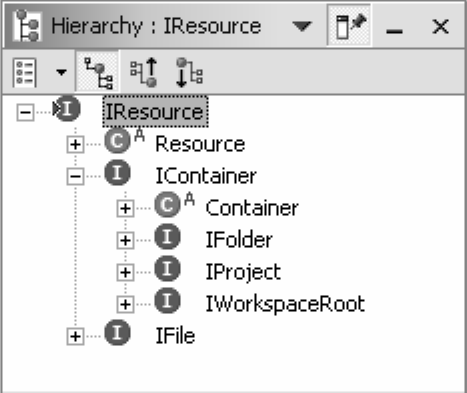 Hierarchy : IResource
IResource
C A Resource
I IContainer
C A Container
I IFolder
I IProject
I IWorkspaceRoot
I IFile